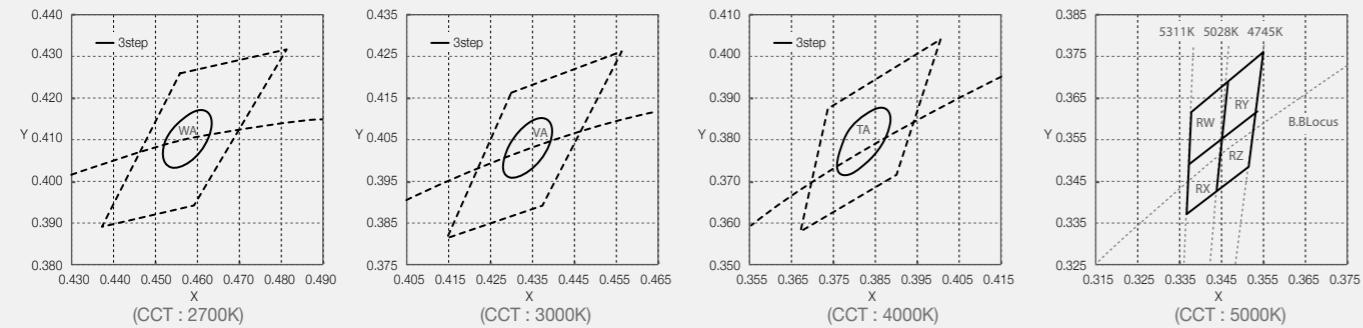 0.440
0.430
0.420
0.410
0.400
0.390
0.380
Y
3step
WA
0.430 0.440 0.450 0.460 0.470 0.480 0.490
X
(CCT : 2700K)
0.435
0.425
0.415
0.405
0.395
0.385
0.375
Y
3step
VA
0.405 0.415 0.425 0.435 0.445 0.455 0.465
X
(CCT : 3000K)
0.410
0.400
0.390
0.380
0.370
0.360
0.350
Y
3step
TA
0.355 0.365 0.375 0.385 0.395 0.405 0.415
X
(CCT : 4000K)
0.385
0.375
0.365
0.355
0.345
0.335
0.325
Y
5311K 5028K 4745K
RY
RW
B.BLocus
RZ
RX
0.315 0.325 0.335 0.345 0.355 0.365 0.375
X
(CCT : 5000K)